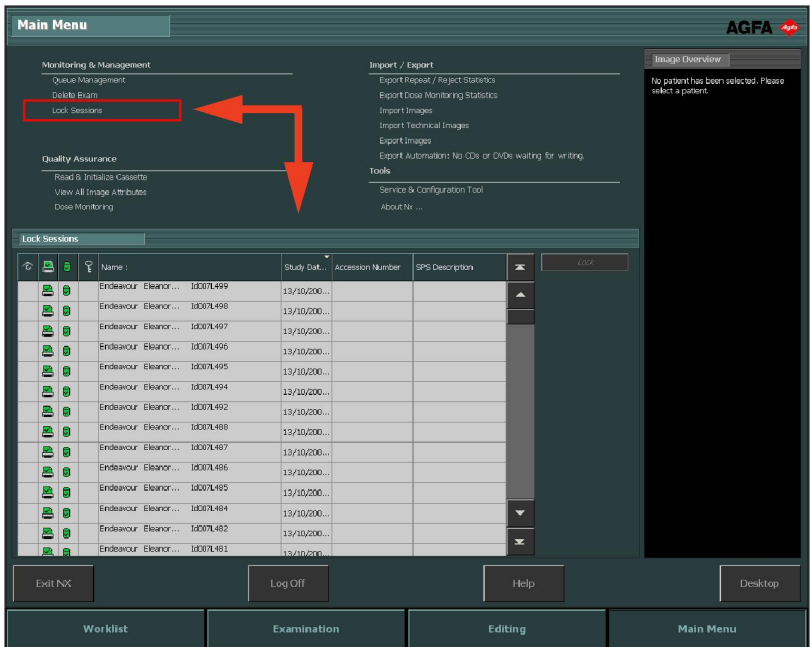 Main Menu
AGFA
Agfa
Monitoring & Management
Queue Management
Delete Exam
Lock Sessions
Quality Assurance
Read & Initialize Cassette
View All Image Attributes
Dose Monitoring
Import / Export
Export Repeat / Reject Statistics
Export Dose Monitoring Statistics
Import Images
Import Technical Images
Export Images
Export Automation: No CDs or DVDs waiting for writing.
Tools
Service & Configuration Tool
About Nx ...
Image Overview
No patient has been selected. Please
select a patient.
Lock Sessions
Name : Study Dat... Accession Number SPS Description
Lock
Endeavour Eleanor... Id007L499 13/10/200...
Endeavour Eleanor... Id007L498 13/10/200...
Endeavour Eleanor... Id007L497 13/10/200...
Endeavour Eleanor... Id007L496 13/10/200...
Endeavour Eleanor... Id007L495 13/10/200...
Endeavour Eleanor... Id007L494 13/10/200...
Endeavour Eleanor... Id007L492 13/10/200...
Endeavour Eleanor... Id007L488 13/10/200...
Endeavour Eleanor... Id007L487 13/10/200...
Endeavour Eleanor... Id007L486 13/10/200...
Endeavour Eleanor... Id007L485 13/10/200...
Endeavour Eleanor... Id007L484 13/10/200...
Endeavour Eleanor... Id007L482 13/10/200...
Endeavour Eleanor... Id007L481 13/10/200...
Exit NX
Log Off
Help
Desktop
Worklist
Examination
Editing
Main Menu